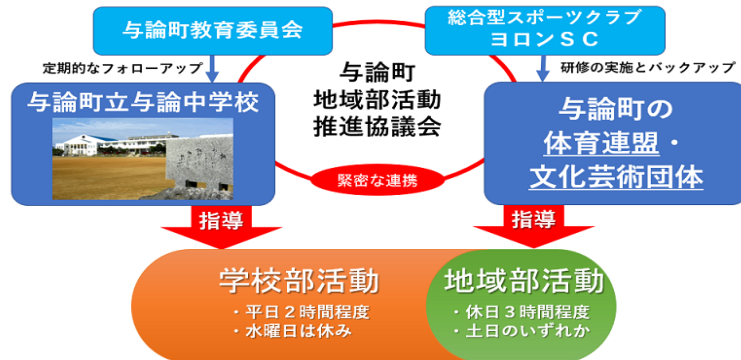 与論町教育委員会
総合型スポーツクラブ
ヨロンＳＣ
定期的なフォローアップ
研修の実施とバックアップ
与論町
地域部活動
推進協議会
与論町立与論中学校
与論町の
体育連盟・
文化芸術団体
緊密な連携
指導
指導
学校部活動
・平日２時間程度
・水曜日は休み
地域部活動
・休日３時間程度
・土日のいずれか